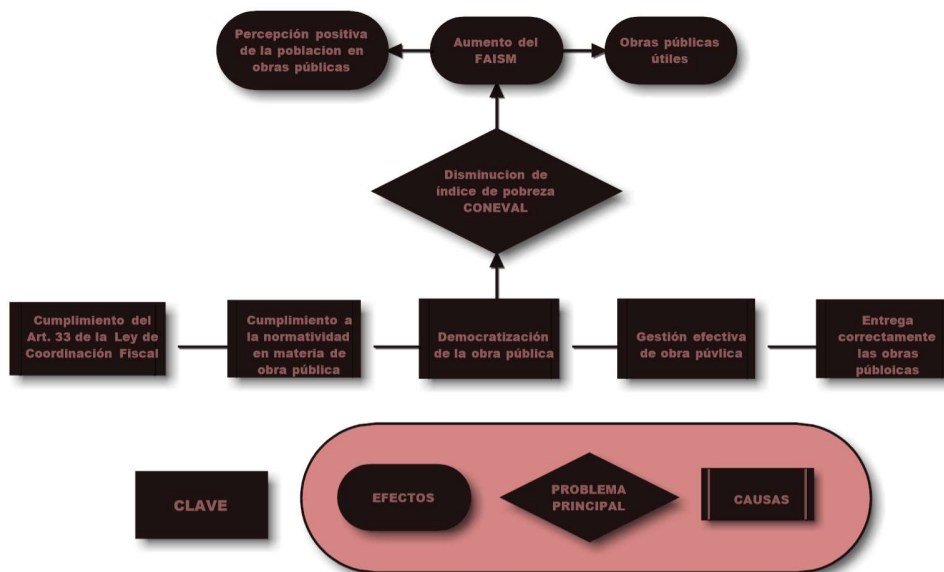 Percepción positiva
de la poblacion en
obras públicas
Aumento del
FAISM
Obras públicas
útiles
Disminucion de
índice de pobreza
CONEVAL
Cumplimiento del
Art. 33 de la Ley de
Coordinación Fiscal
Cumplimiento a
la normatividad
en materia de
obra pública
Democratización
de la obra pública
Gestión efectiva
de obra púvlica
Entrega
correctamente
las obras
públoicas
CLAVE
EFECTOS
PROBLEMA
PRINCIPAL
CAUSAS